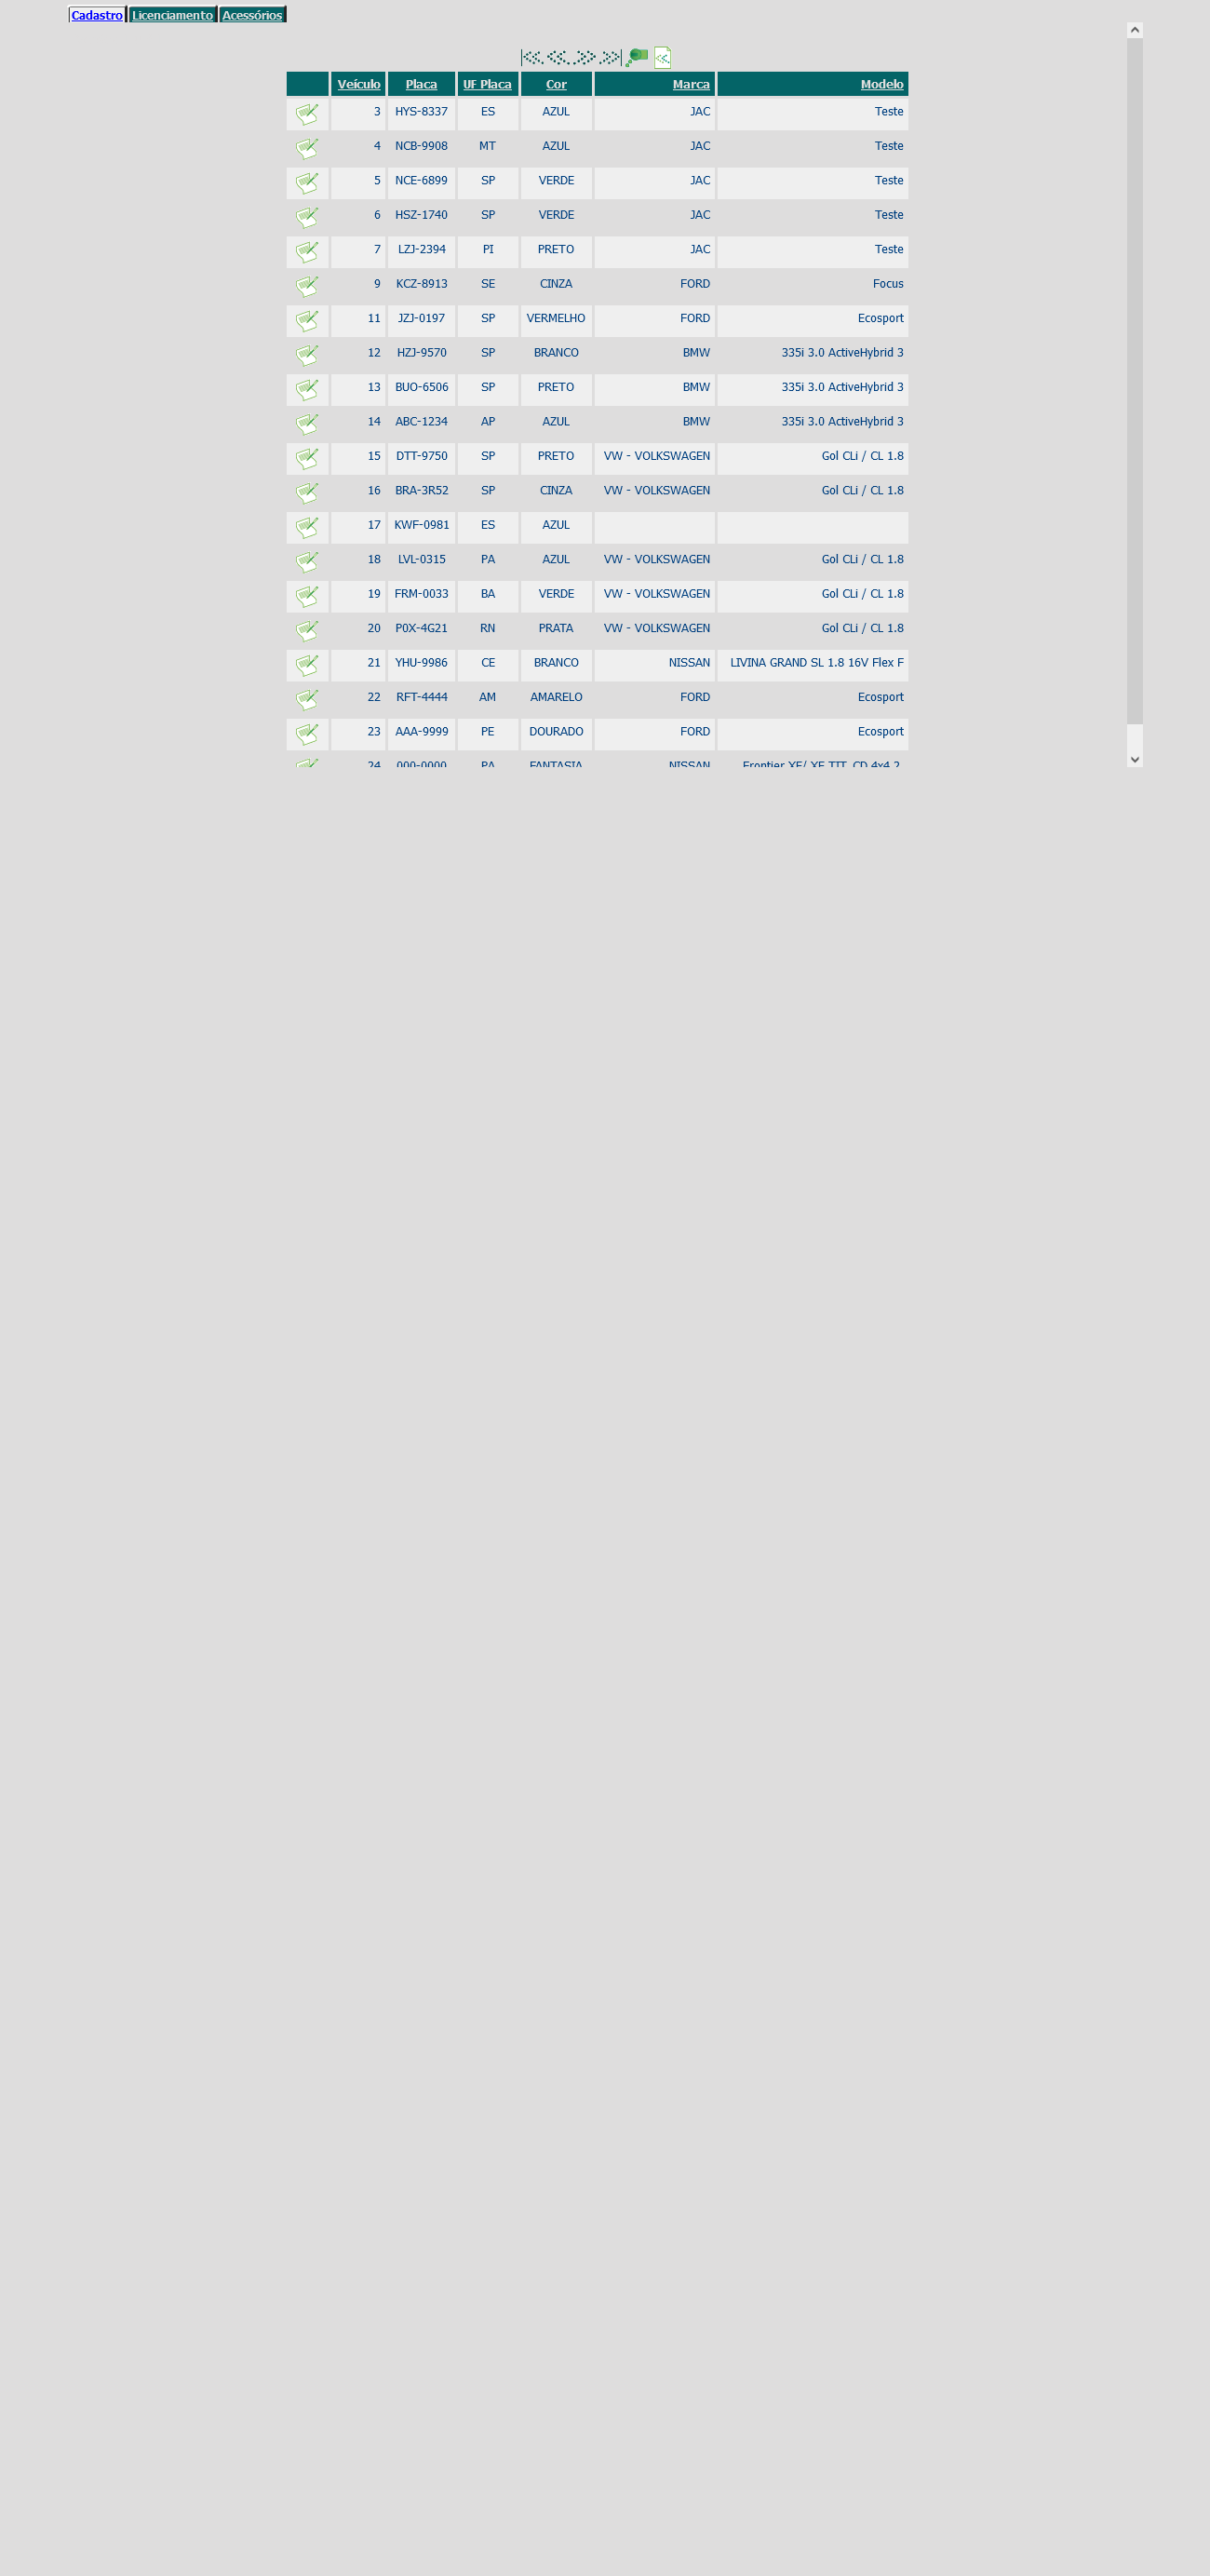 Cadastro Licenciamento Acessórios
Veículo Placa UF Placa Cor Marca Modelo
3 HYS-8337 ES AZUL JAC Teste
4 NCB-9908 MT AZUL JAC Teste
5 NCE-6899 SP VERDE JAC Teste
6 HSZ-1740 SP VERDE JAC Teste
7 LZJ-2394 PI PRETO JAC Teste
9 KCZ-8913 SE CINZA FORD Focus
11 JZJ-0197 SP VERMELHO FORD Ecosport
12 HZJ-9570 SP BRANCO BMW 335i 3.0 ActiveHybrid 3
13 BUO-6506 SP PRETO BMW 335i 3.0 ActiveHybrid 3
14 ABC-1234 AP AZUL BMW 335i 3.0 ActiveHybrid 3
15 DTT-9750 SP PRETO VW - VOLKSWAGEN Gol CLi / CL 1.8
16 BRA-3R52 SP CINZA VW - VOLKSWAGEN Gol CLi / CL 1.8
17 KWF-0981 ES AZUL
18 LVL-0315 PA AZUL VW - VOLKSWAGEN Gol CLi / CL 1.8
19 FRM-0033 BA VERDE VW - VOLKSWAGEN Gol CLi / CL 1.8
20 P0X-4G21 RN PRATA VW - VOLKSWAGEN Gol CLi / CL 1.8
21 YHU-9986 CE BRANCO NISSAN LIVINA GRAND SL 1.8 16V Flex F
22 RFT-4444 AM AMARELO FORD Ecosport
23 AAA-9999 PE DOURADO FORD Ecosport
24 000-0000 PA FANTASIA NISSAN Frontier CD 4x4 2.